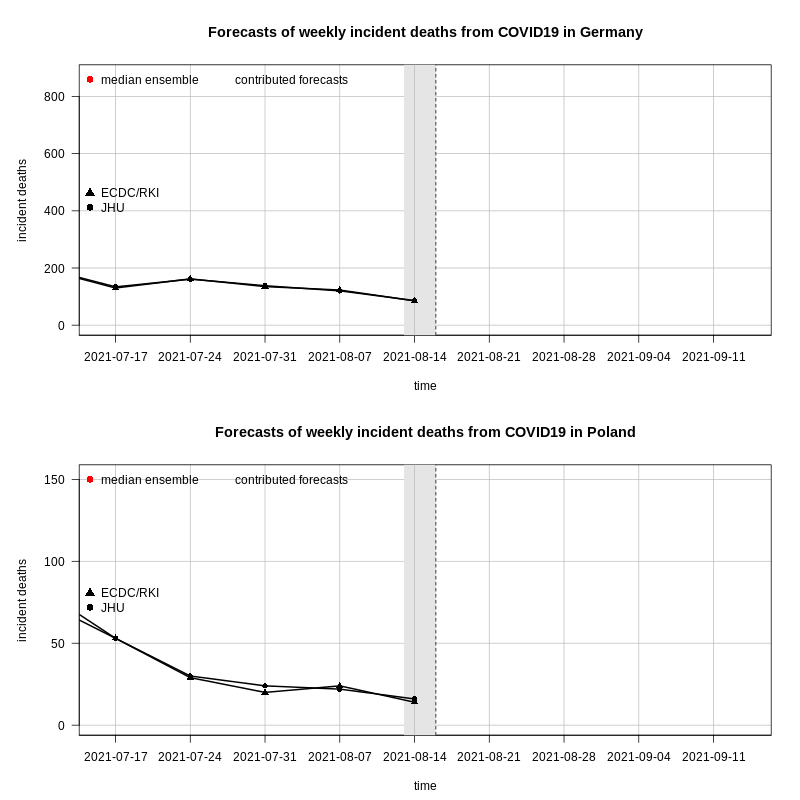 Forecasts of weekly incident deaths from COVID19 in Germany
median ensemble contributed forecasts
800
600
ECDC/RKI
JHU
400
200
0
incident deaths
2021-07-17 2021-07-24 2021-07-31 2021-08-07 2021-08-14 2021-08-21 2021-08-28 2021-09-04 2021-09-11
time
Forecasts of weekly incident deaths from COVID19 in Poland
150 median ensemble contributed forecasts
100
ECDC/RKI
JHU
50
0
incident deaths
2021-07-17 2021-07-24 2021-07-31 2021-08-07 2021-08-14 2021-08-21 2021-08-28 2021-09-04 2021-09-11
time